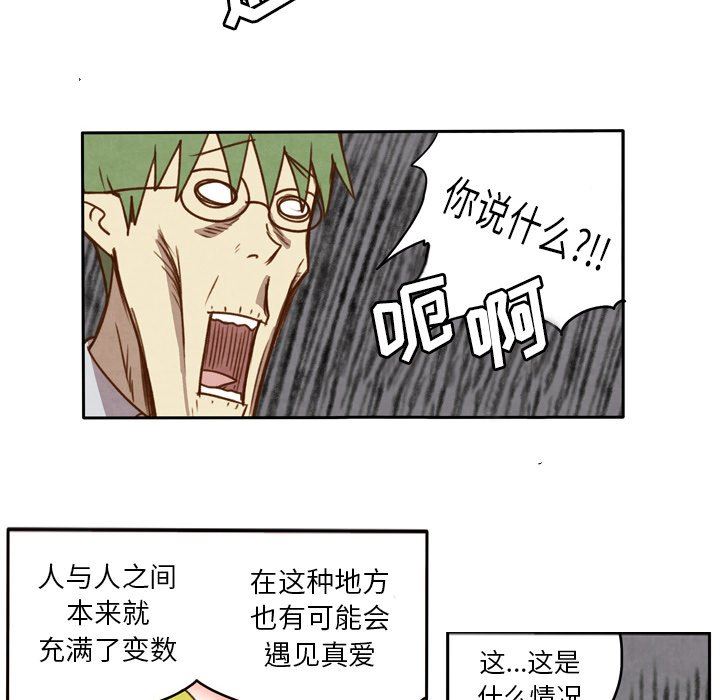 你说什么?!!
呃啊
人与人之间
本来就
充满了变数
在这种地方
也有可能会
遇见真爱
这...这是
什么情况